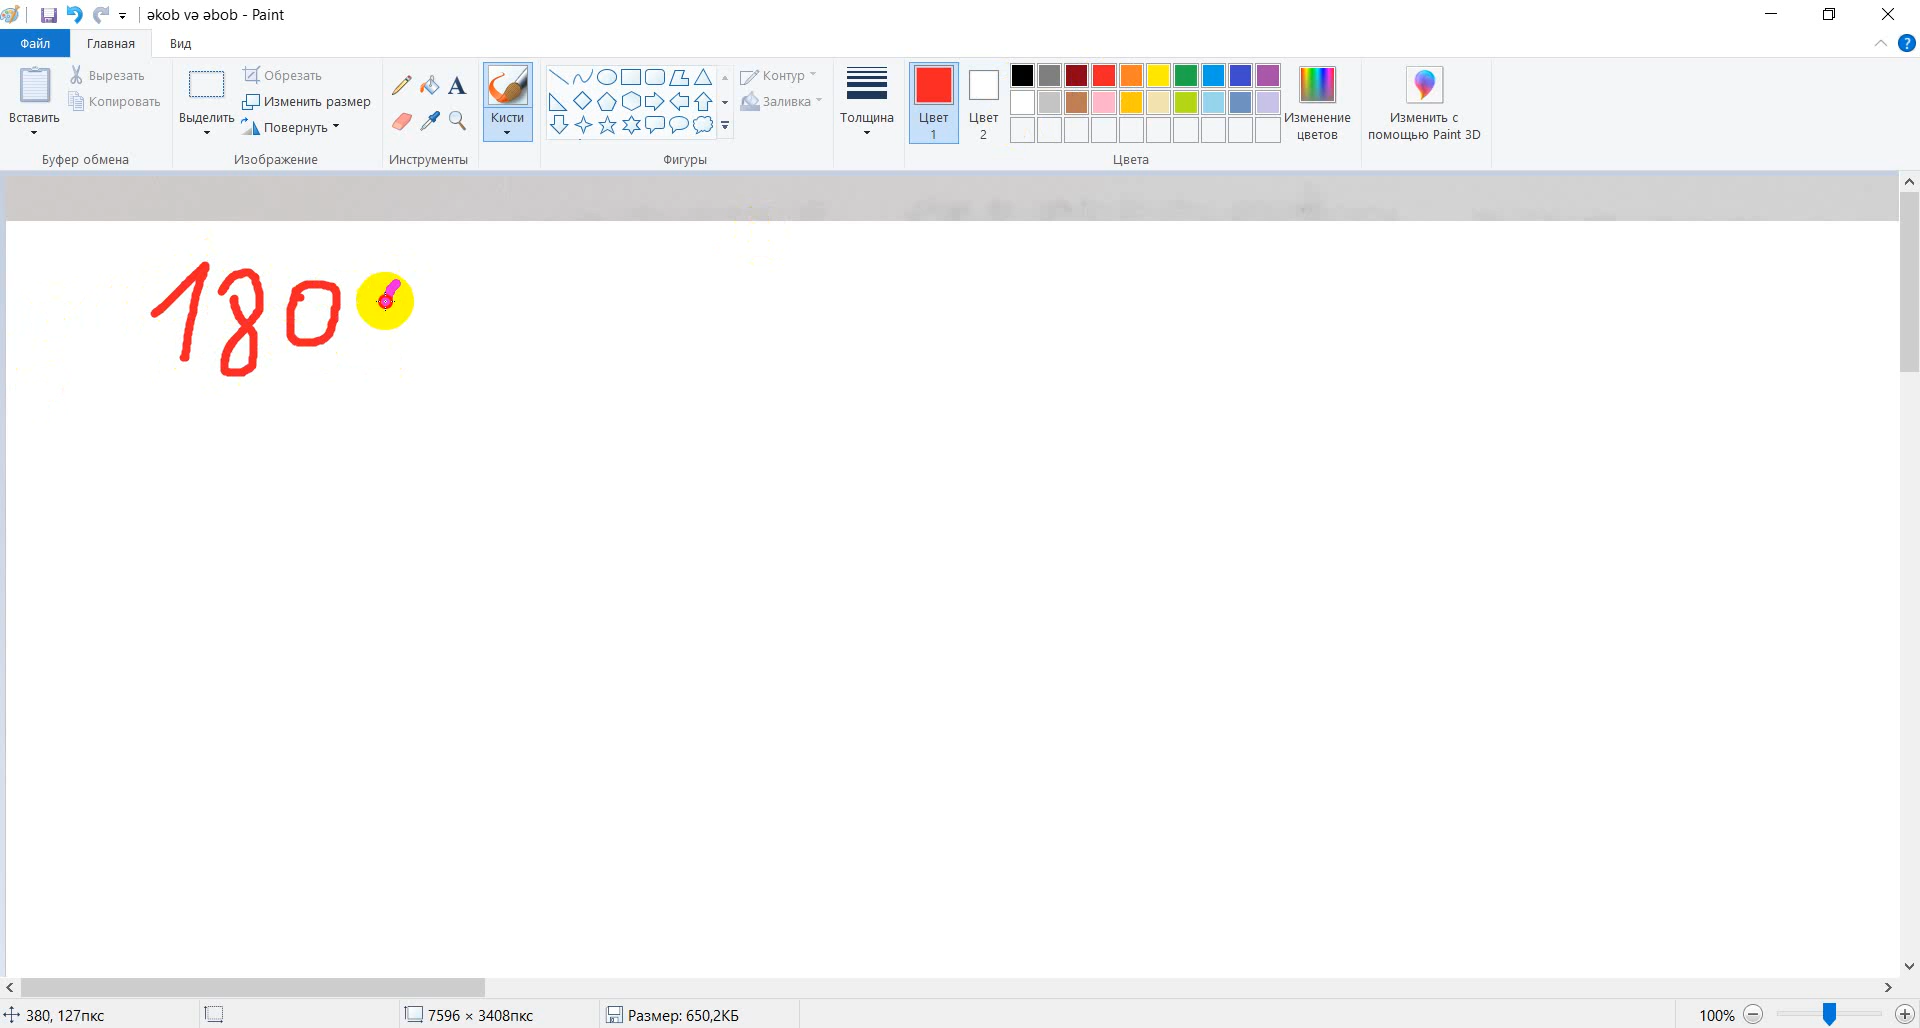 əkob və əbob - Paint
Файл Главная Вид
Вставить
Вырезать
Копировать
Буфер обмена
Выделить
Обрезать
Изменить размер
Повернуть
Изображение
A
Инструменты
Кисти
Контур
Заливка
Фигуры
Толщина
Цвет
1
Цвет
2
Изменение
цветов
Цвета
Изменить с
помощью Paint 3D
?
180
380, 127пкс
7596 × 3408пкс
Размер: 650,2КБ
100%